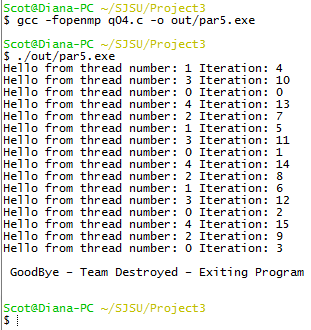 Scot@Diana-PC ~/SJSU/Project3
$ gcc -fopenmp q04.c -o out/par5.exe
Scot@Diana-PC ~/SJSU/Project3
$ ./out/par5.exe
Hello from thread number: 1 Iteration: 4
Hello from thread number: 3 Iteration: 10
Hello from thread number: 0 Iteration: 0
Hello from thread number: 4 Iteration: 13
Hello from thread number: 2 Iteration: 7
Hello from thread number: 1 Iteration: 5
Hello from thread number: 3 Iteration: 11
Hello from thread number: 0 Iteration: 1
Hello from thread number: 4 Iteration: 14
Hello from thread number: 2 Iteration: 8
Hello from thread number: 1 Iteration: 6
Hello from thread number: 3 Iteration: 12
Hello from thread number: 0 Iteration: 2
Hello from thread number: 4 Iteration: 15
Hello from thread number: 2 Iteration: 9
Hello from thread number: 0 Iteration: 3
GoodBye - Team Destroyed - Exiting Program
Scot@Diana-PC ~/SJSU/Project3
$